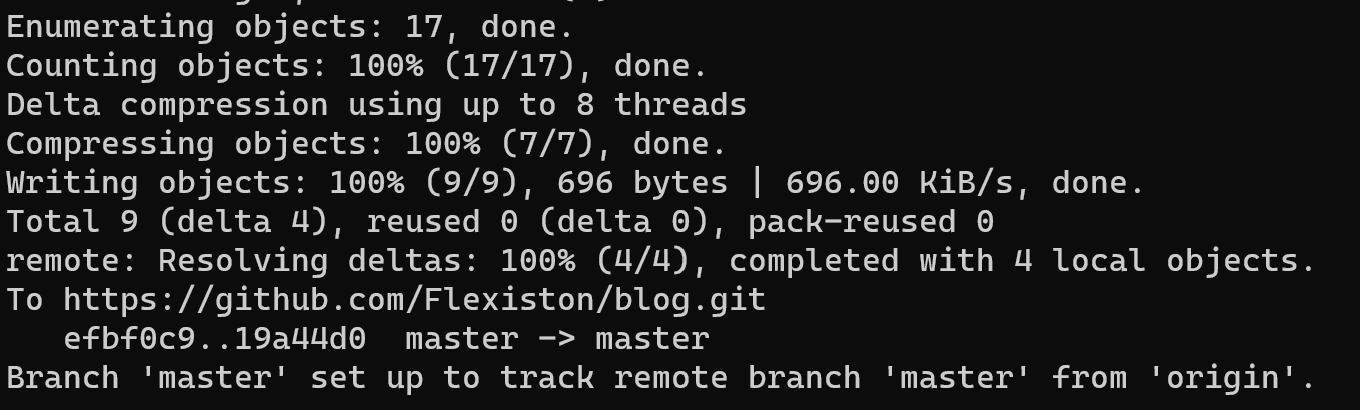 Enumerating objects: 17, done.
Counting objects: 100% (17/17), done.
Delta compression using up to 8 threads
Compressing objects: 100% (7/7), done.
Writing objects: 100% (9/9), 696 bytes | 696.00 KiB/s, done.
Total 9 (delta 4), reused 0 (delta 0), pack-reused 0
remote: Resolving deltas: 100% (4/4), completed with 4 local objects.
To https://github.com/Flexiston/blog.git
   efbf0c9..19a44d0  master -> master
Branch 'master' set up to track remote branch 'master' from 'origin'.